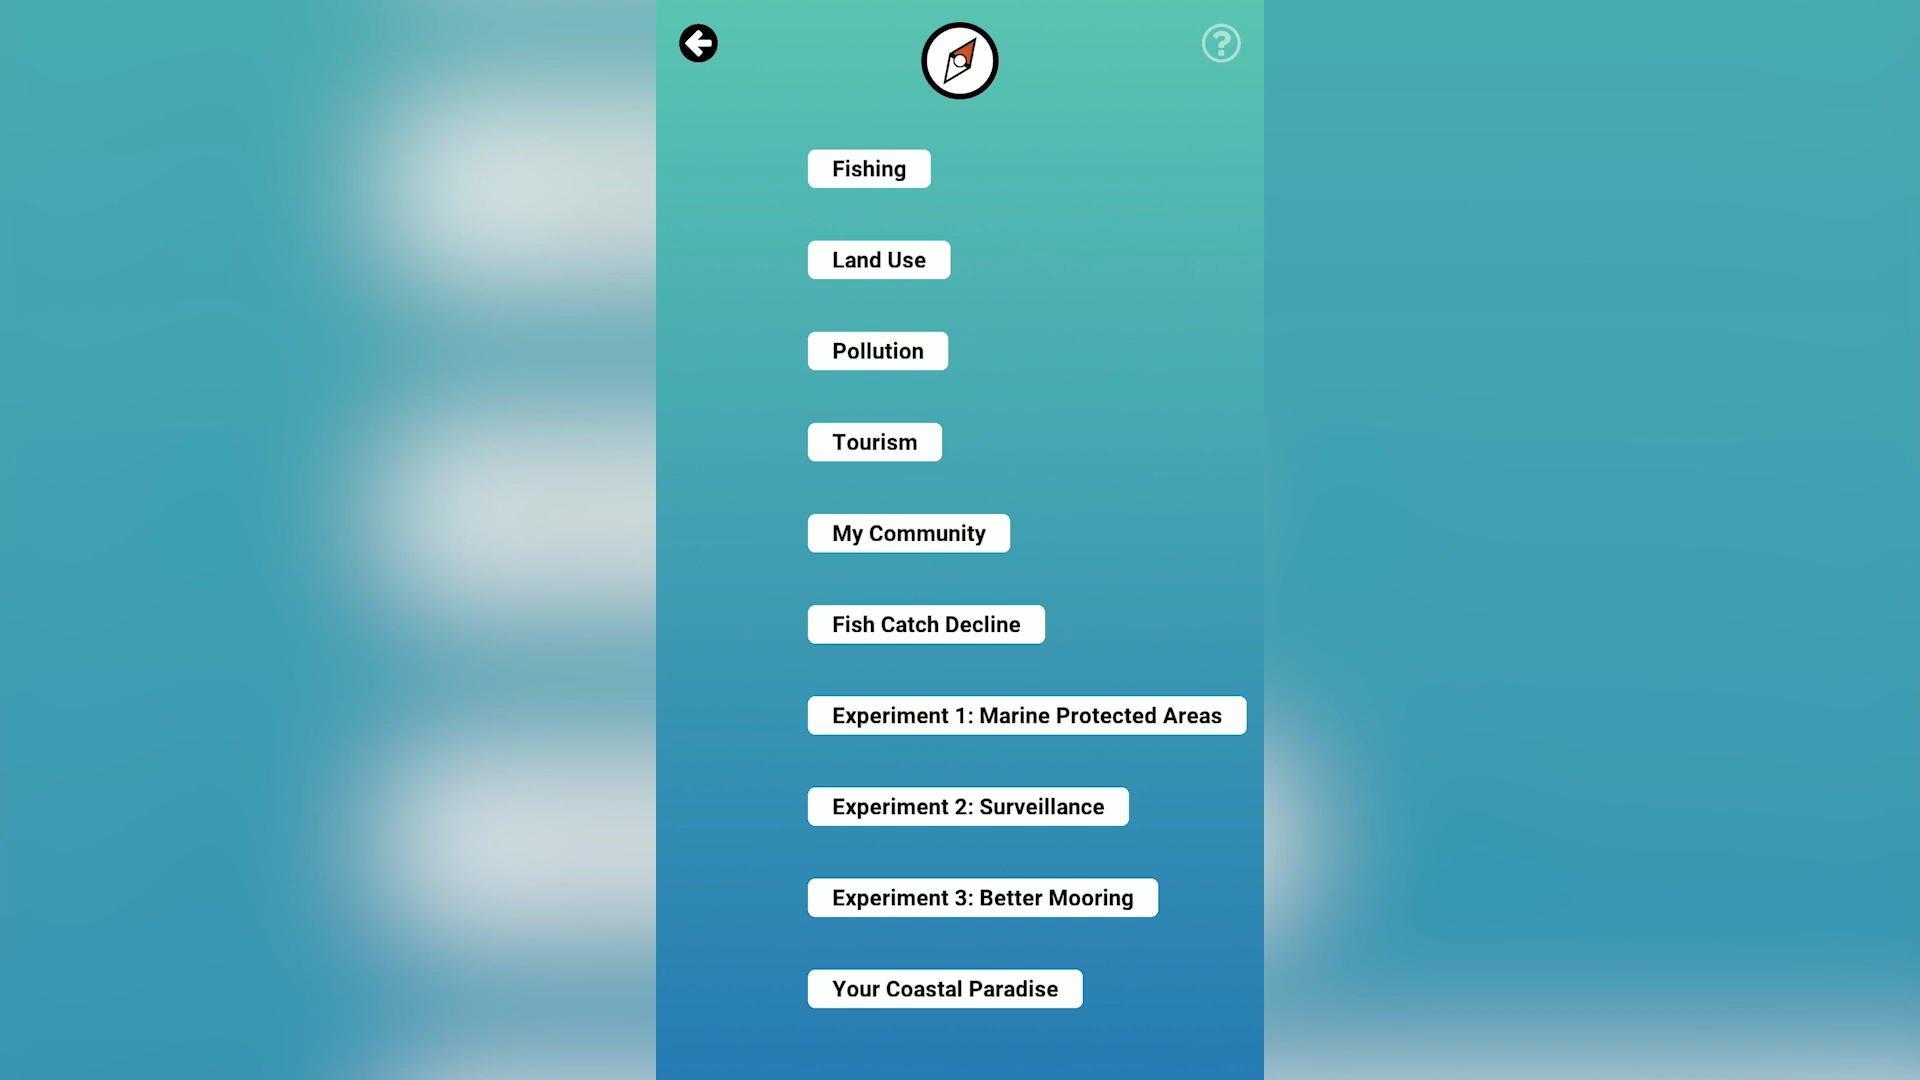 ?
Fishing
Land Use
Pollution
Tourism
My Community
Fish Catch Decline
Experiment 1: Marine Protected Areas
Experiment 2: Surveillance
Experiment 3: Better Mooring
Your Coastal Paradise